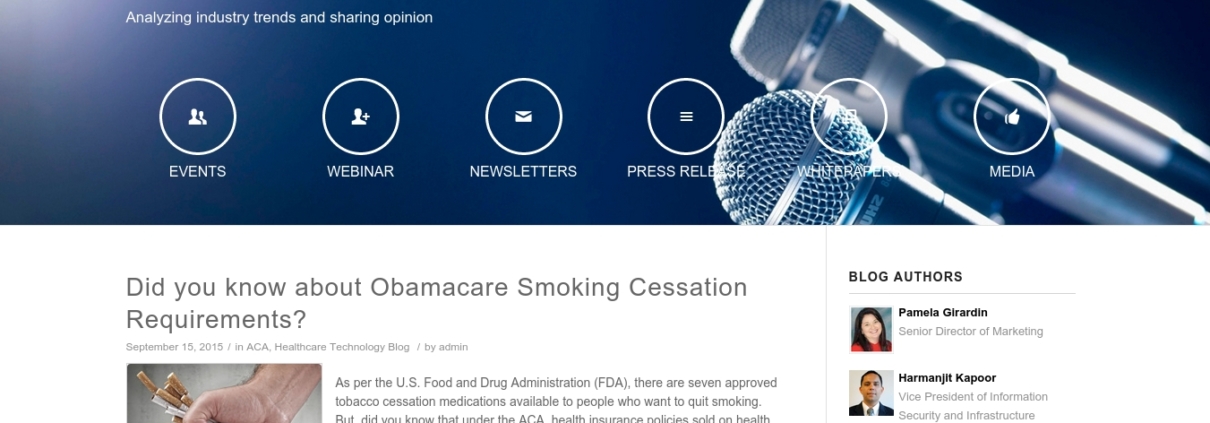 Analyzing industry trends and sharing opinion
EVENTS
WEBINAR
NEWSLETTERS
PRESS RELEASE
WHITEPAPERS
MEDIA
Did you know about Obamacare Smoking Cessation
Requirements?
September 15, 2015 / in ACA, Healthcare Technology Blog / by admin
As per the U.S. Food and Drug Administration (FDA), there are seven approved
tobacco cessation medications available to people who want to quit smoking.
But, did you know that under the ACA, health insurance policies sold on health
BLOG AUTHORS
Pamela Girardin
Senior Director of Marketing
Harmanjit Kapoor
Vice President of Information
Security and Infrastructure